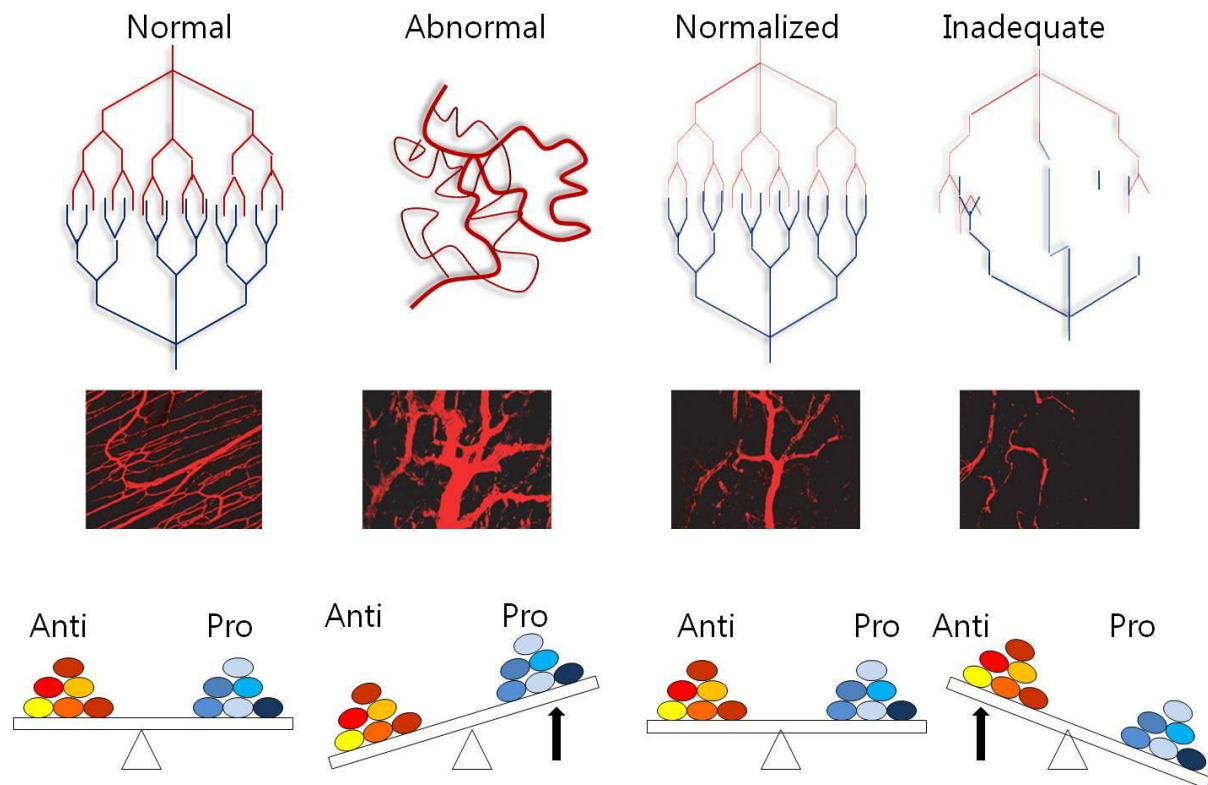 Normal
Abnormal
Normalized
Inadequate
Anti
Pro
Anti
Pro
Anti
Pro
Anti
Pro